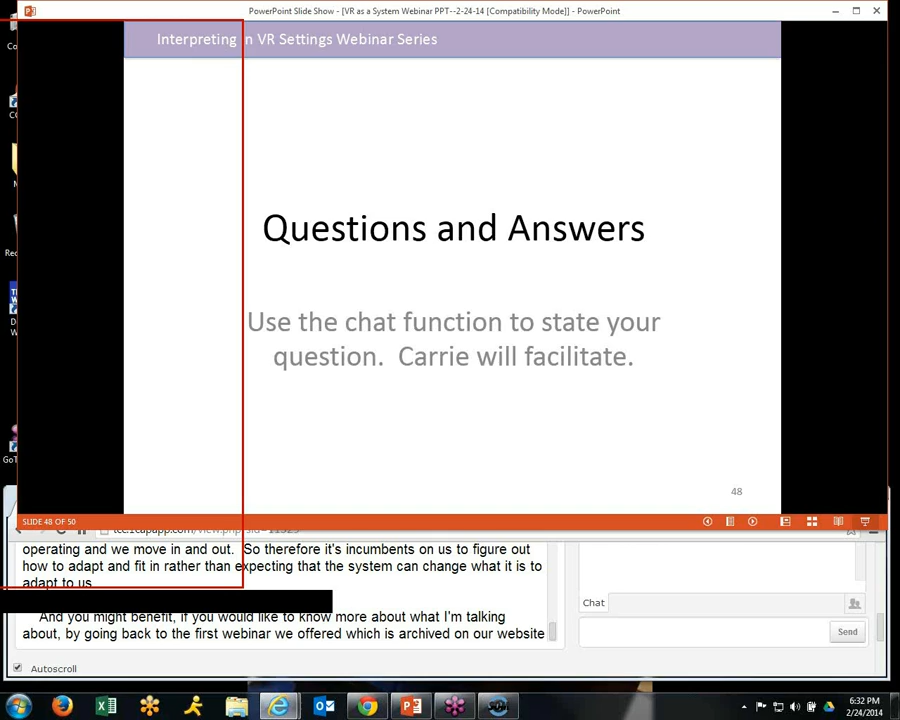 PowerPoint Slide Show - [VR as a System Webinar PPT--2-24-14 [Compatibility Mode]] - PowerPoint
Interpreting in VR Settings Webinar Series
Questions and Answers
Use the chat function to state your
question. Carrie will facilitate.
48
SLIDE 48 OF 50
operating and we move in and out. So therefore it's incumbents on us to figure out
how to adapt and fit in rather than expecting that the system can change what it is to
adapt to us
And you might benefit, if you would like to know more about what I'm talking
about, by going back to the first webinar we offered which is archived on our website
Autoscroll
Chat
Send
6:32 PM
2/24/2014